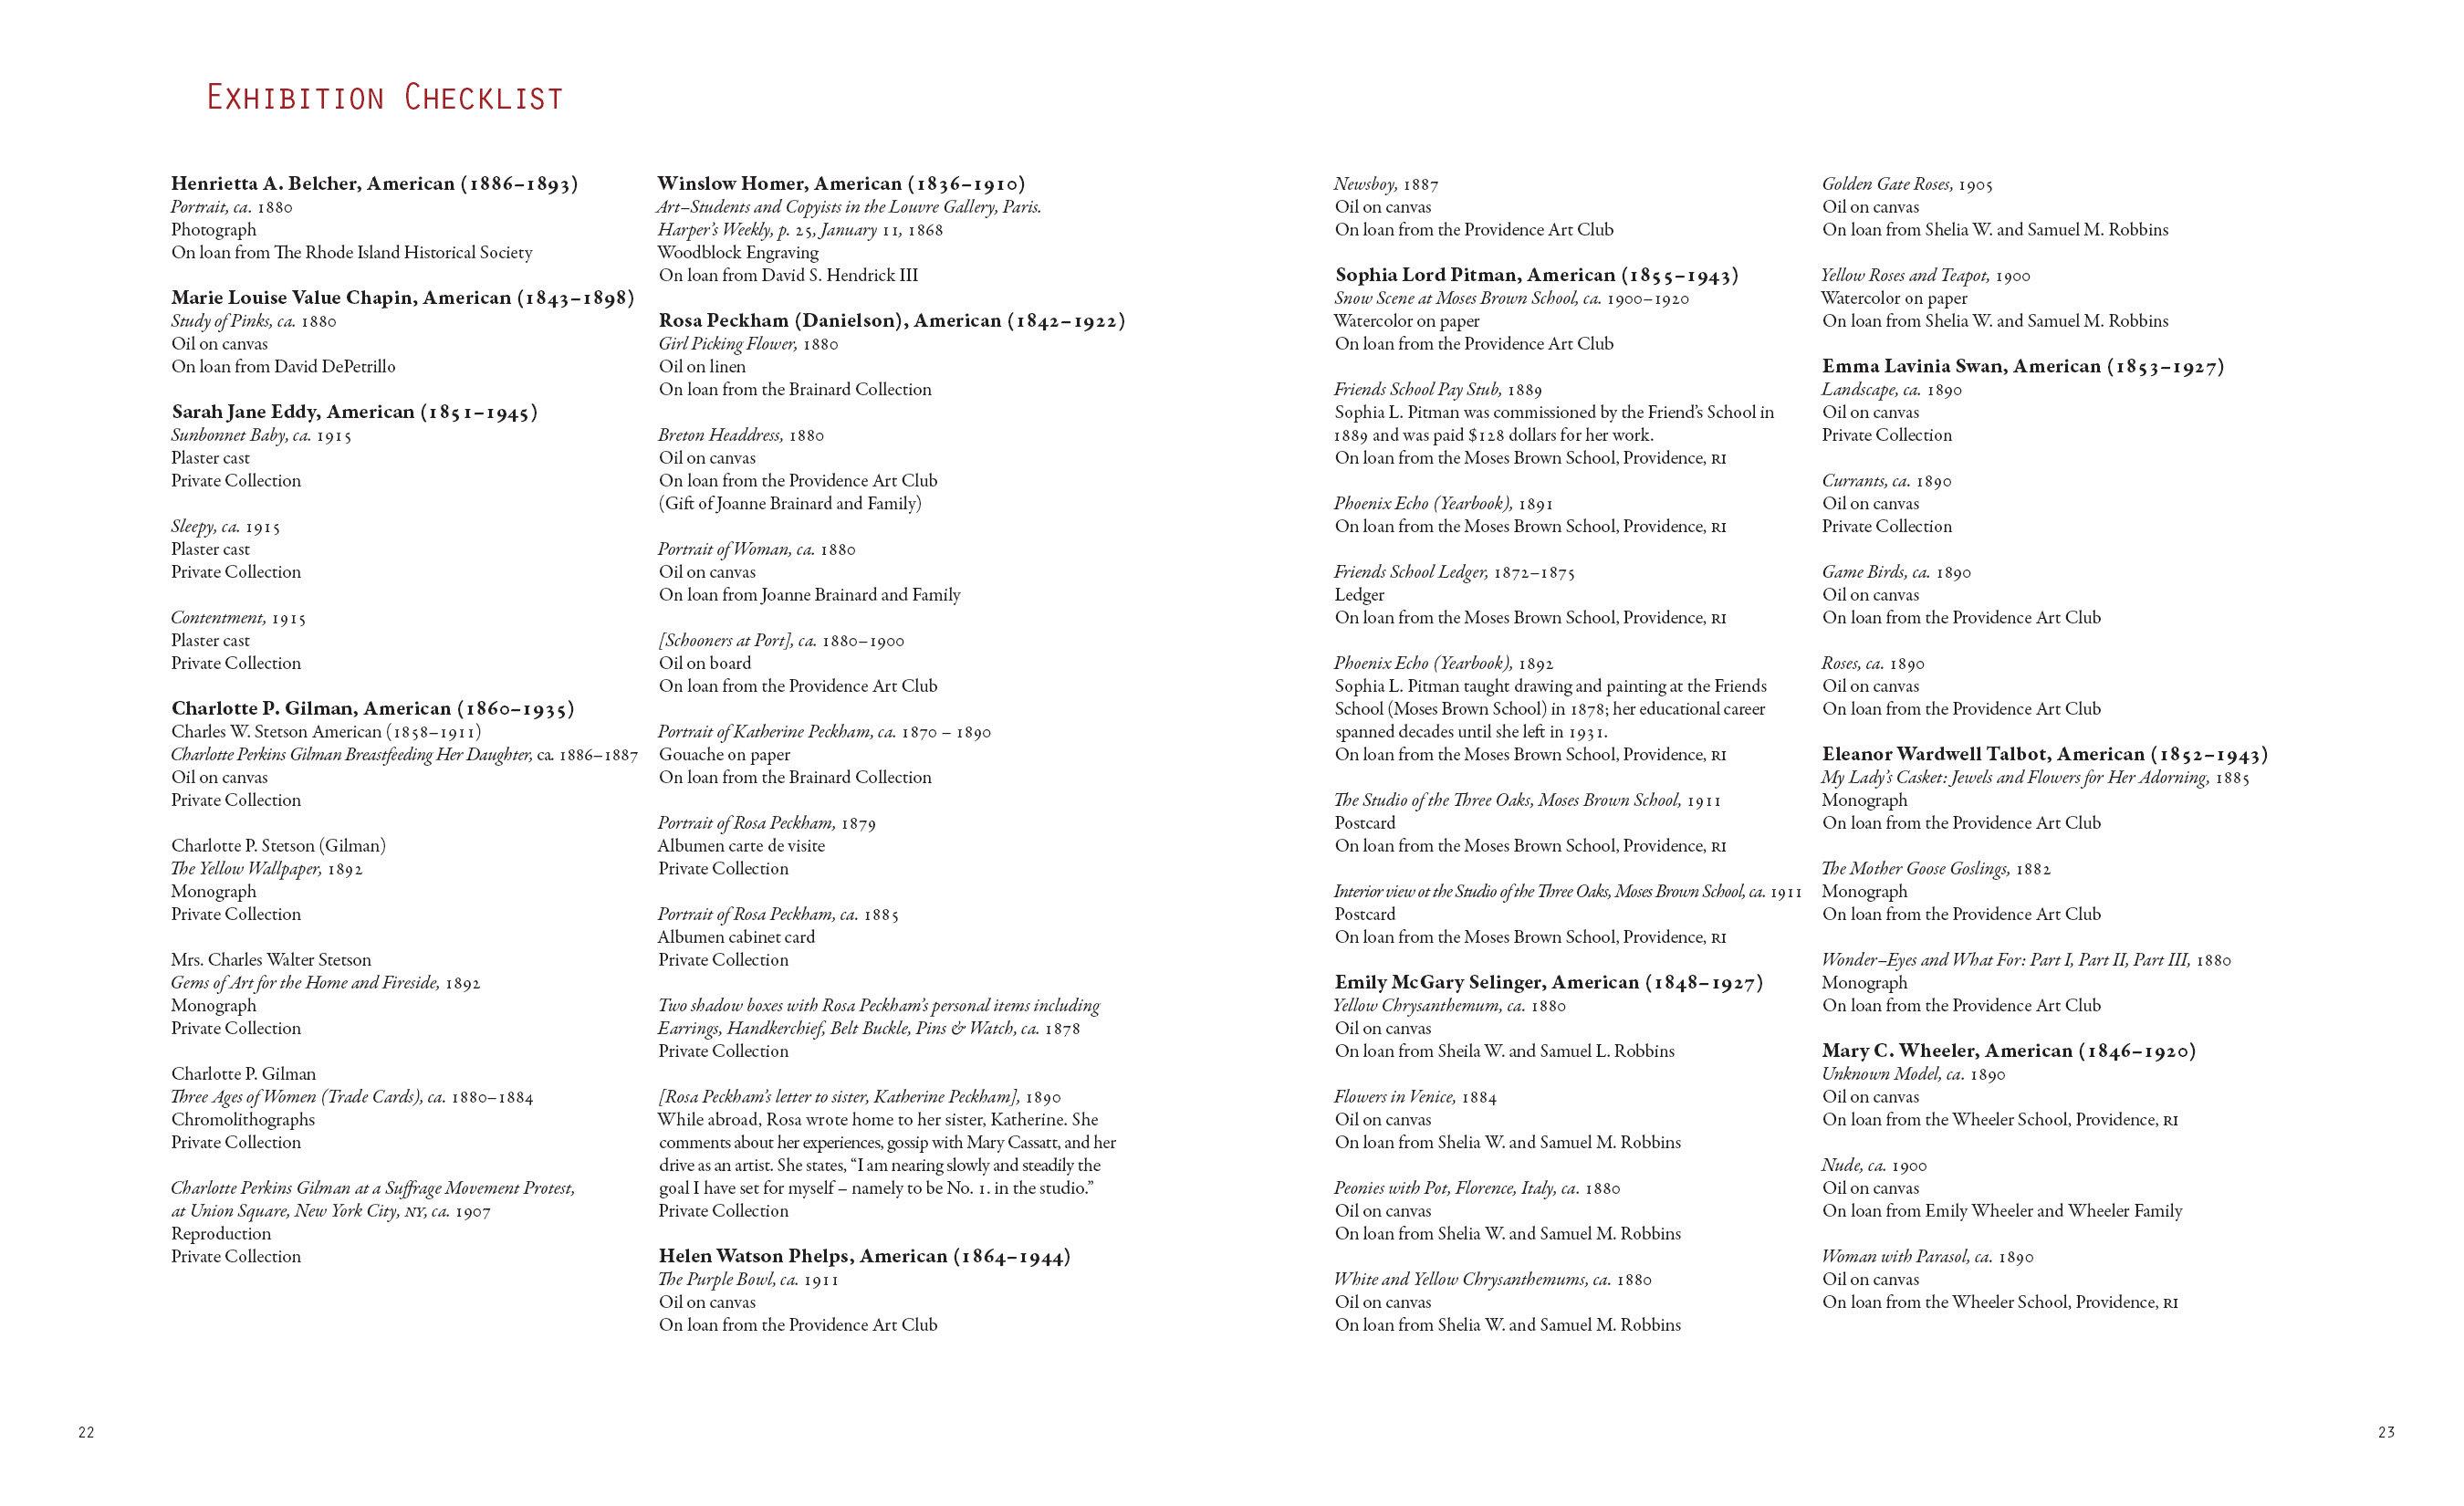 Exhibition Checklist
Henrietta A. Belcher, American (1886–1893)
Portrait, ca. 1880
Photograph
On loan from The Rhode Island Historical Society
Marie Louise Value Chapin, American (1843–1898)
Study of Pinks, ca. 1880
Oil on canvas
On loan from David DePetrillo
Sarah Jane Eddy, American (1851–1945)
Sunbonnet Baby, ca. 1915
Plaster cast
Private Collection
Sleepy, ca. 1915
Plaster cast
Private Collection
Contentment, 1915
Plaster cast
Private Collection
Charlotte P. Gilman, American (1860–1935)
Charles W. Stetson American (1858–1911)
Charlotte Perkins Gilman Breastfeeding Her Daughter, ca. 1886–1887
Oil on canvas
Private Collection
Charlotte P. Stetson (Gilman)
The Yellow Wallpaper, 1892
Monograph
Private Collection
Mrs. Charles Walter Stetson
Gems of Art for the Home and Fireside, 1892
Monograph
Private Collection
Charlotte P. Gilman
Three Ages of Women (Trade Cards), ca. 1880–1884
Chromolithographs
Private Collection
Charlotte Perkins Gilman at a Suffrage Movement Protest,
at Union Square, New York City, NY, ca. 1907
Reproduction
Private Collection
Winslow Homer, American (1836–1910)
Art–Students and Copyists in the Louvre Gallery, Paris.
Harper's Weekly, p. 25, January 11, 1868
Woodblock Engraving
On loan from David S. Hendrick III
Rosa Peckham (Danielson), American (1842–1922)
Girl Picking Flower, 1880
Oil on linen
On loan from the Brainard Collection
Breton Headdress, 1880
Oil on canvas
On loan from the Providence Art Club
(Gift of Joanne Brainard and Family)
Portrait of Woman, ca. 1880
Oil on canvas
On loan from Joanne Brainard and Family
[Schooners at Port], ca. 1880–1900
Oil on board
On loan from the Providence Art Club
Portrait of Katherine Peckham, ca. 1870 – 1890
Gouache on paper
On loan from the Brainard Collection
Portrait of Rosa Peckham, 1879
Albumen carte de visite
Private Collection
Portrait of Rosa Peckham, ca. 1885
Albumen cabinet card
Private Collection
Two shadow boxes with Rosa Peckham's personal items including
Earrings, Handkerchief, Belt Buckle, Pins & Watch, ca. 1878
Private Collection
[Rosa Peckham's letter to sister, Katherine Peckham], 1890
While abroad, Rosa wrote home to her sister, Katherine. She
comments about her experiences, gossip with Mary Cassatt, and her
drive as an artist. She states, “I am nearing slowly and steadily the
goal I have set for myself – namely to be No. 1. in the studio.”
Private Collection
Helen Watson Phelps, American (1864–1944)
The Purple Bowl, ca. 1911
Oil on canvas
On loan from the Providence Art Club
22
Newsboy, 1887
Oil on canvas
On loan from the Providence Art Club
Sophia Lord Pitman, American (1855–1943)
Snow Scene at Moses Brown School, ca. 1900–1920
Watercolor on paper
On loan from the Providence Art Club
Friends School Pay Stub, 1889
Sophia L. Pitman was commissioned by the Friend's School in
1889 and was paid $128 dollars for her work.
On loan from the Moses Brown School, Providence, RI
Phoenix Echo (Yearbook), 1891
On loan from the Moses Brown School, Providence, RI
Friends School Ledger, 1872–1875
Ledger
On loan from the Moses Brown School, Providence, RI
Phoenix Echo (Yearbook), 1892
Sophia L. Pitman taught drawing and painting at the Friends
School (Moses Brown School) in 1878; her educational career
spanned decades until she left in 1931.
On loan from the Moses Brown School, Providence, RI
The Studio of the Three Oaks, Moses Brown School, 1911
Postcard
On loan from the Moses Brown School, Providence, RI
Interior view ot the Studio of the Three Oaks, Moses Brown School, ca. 1911
Postcard
On loan from the Moses Brown School, Providence, RI
Emily McGary Selinger, American (1848–1927)
Yellow Chrysanthemum, ca. 1880
Oil on canvas
On loan from Sheila W. and Samuel L. Robbins
Flowers in Venice, 1884
Oil on canvas
On loan from Shelia W. and Samuel M. Robbins
Peonies with Pot, Florence, Italy, ca. 1880
Oil on canvas
On loan from Shelia W. and Samuel M. Robbins
White and Yellow Chrysanthemums, ca. 1880
Oil on canvas
On loan from Shelia W. and Samuel M. Robbins
Golden Gate Roses, 1905
Oil on canvas
On loan from Shelia W. and Samuel M. Robbins
Yellow Roses and Teapot, 1900
Watercolor on paper
On loan from Shelia W. and Samuel M. Robbins
Emma Lavinia Swan, American (1853–1927)
Landscape, ca. 1890
Oil on canvas
Private Collection
Currants, ca. 1890
Oil on canvas
Private Collection
Game Birds, ca. 1890
Oil on canvas
On loan from the Providence Art Club
Roses, ca. 1890
Oil on canvas
On loan from the Providence Art Club
Eleanor Wardwell Talbot, American (1852–1943)
My Lady's Casket: Jewels and Flowers for Her Adorning, 1885
Monograph
On loan from the Providence Art Club
The Mother Goose Goslings, 1882
Monograph
On loan from the Providence Art Club
Wonder–Eyes and What For: Part I, Part II, Part III, 1880
Monograph
On loan from the Providence Art Club
Mary C. Wheeler, American (1846–1920)
Unknown Model, ca. 1890
Oil on canvas
On loan from the Wheeler School, Providence, RI
Nude, ca. 1900
Oil on canvas
On loan from Emily Wheeler and Wheeler Family
Woman with Parasol, ca. 1890
Oil on canvas
On loan from the Wheeler School, Providence, RI
23